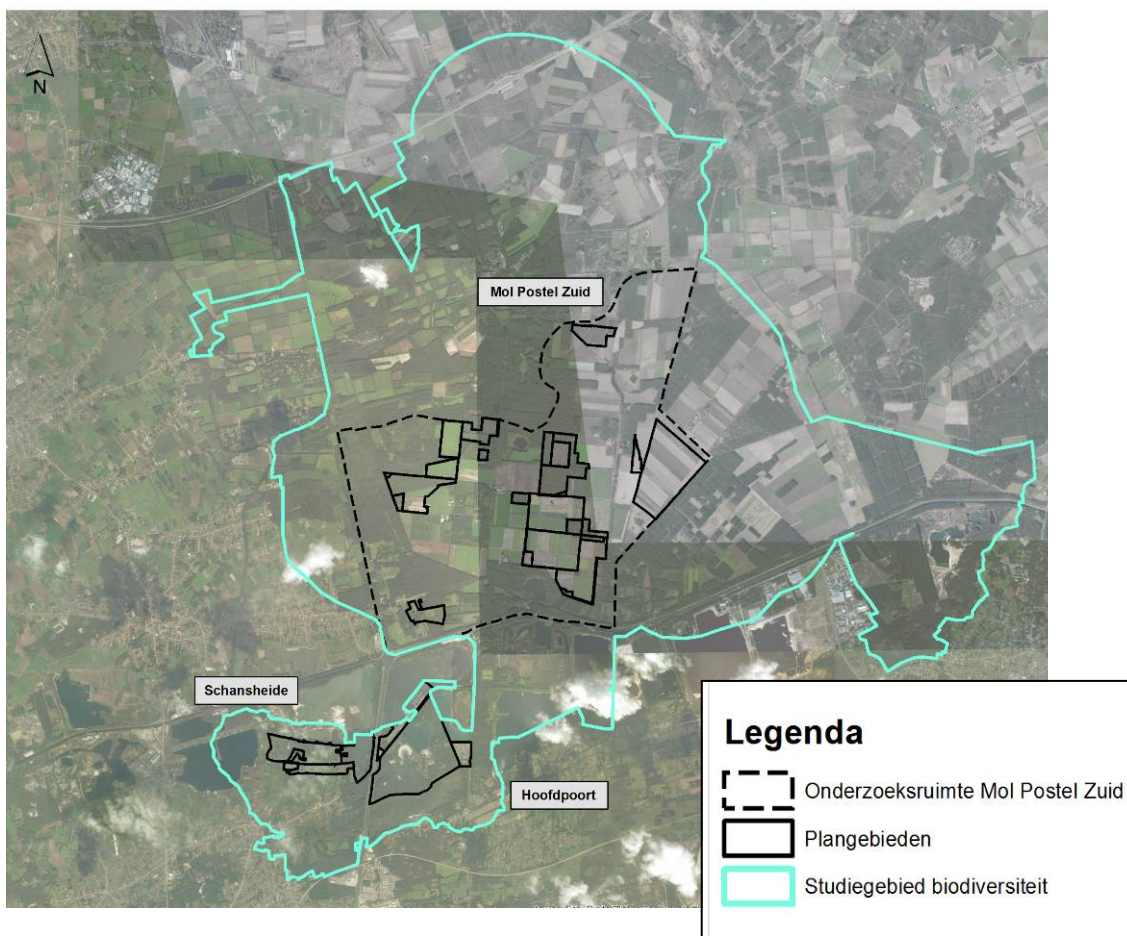 N
Mol Postel Zuid
Schansheide
Hoofdpoort
Legenda
Onderzoeksruimte Mol Postel Zuid
Plangebieden
Studiegebied biodiversiteit